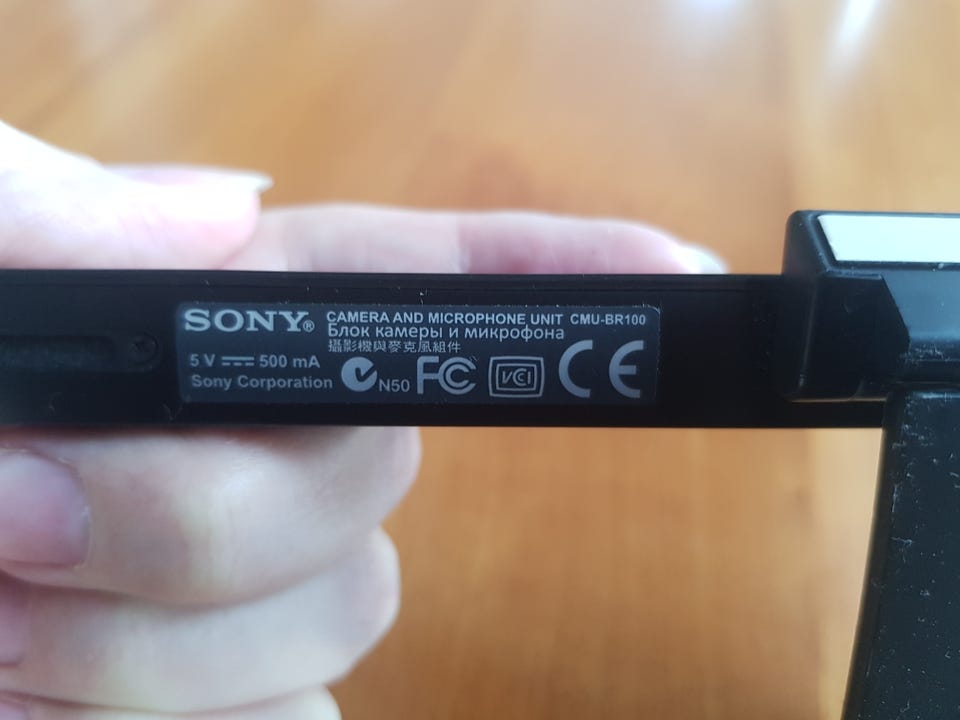 SONY®
CAMERA AND MICROPHONE UNIT CMU-BR100
Блок камеры и микрофона
攝影機與麥克風組件
5 V ⎓ 500 mA
Sony Corporation
N50 FC VCI CE